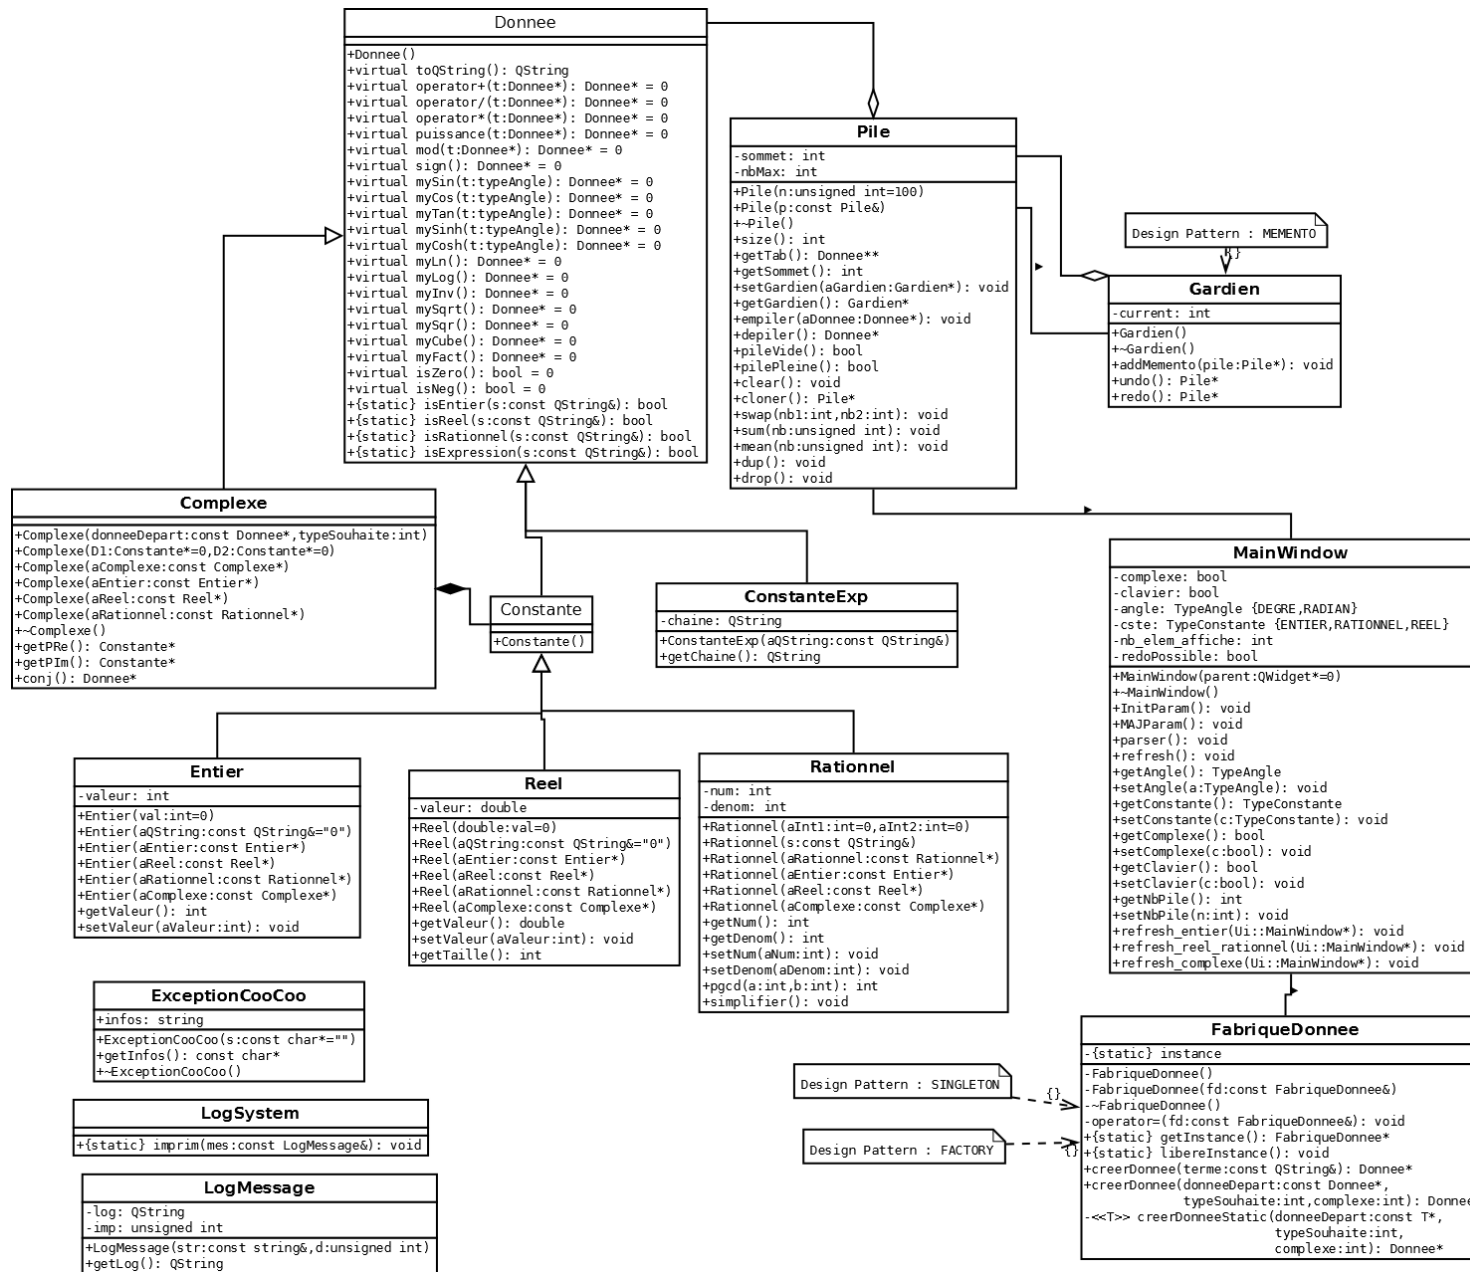 Donnee
+Donnee()
+virtual toQString(): QString
+virtual operator+(t:Donnee*): Donnee* = 0
+virtual operator/(t:Donnee*): Donnee* = 0
+virtual operator*(t:Donnee*): Donnee* = 0
+virtual puissance(t:Donnee*): Donnee* = 0
+virtual mod(t:Donnee*): Donnee* = 0
+virtual sign(): Donnee* = 0
+virtual mySin(t:typeAngle): Donnee* = 0
+virtual myCos(t:typeAngle): Donnee* = 0
+virtual myTan(t:typeAngle): Donnee* = 0
+virtual mySinh(t:typeAngle): Donnee* = 0
+virtual myCosh(t:typeAngle): Donnee* = 0
+virtual myLn(): Donnee* = 0
+virtual myLog(): Donnee* = 0
+virtual myInv(): Donnee* = 0
+virtual mySqrt(): Donnee* = 0
+virtual mySqr(): Donnee* = 0
+virtual myCube(): Donnee* = 0
+virtual myFact(): Donnee* = 0
+virtual isZero(): bool = 0
+virtual isNeg(): bool = 0
+{static} isEntier(s:const QString&): bool
+{static} isReel(s:const QString&): bool
+{static} isRationnel(s:const QString&): bool
+{static} isExpression(s:const QString&): bool
Pile
-sommet: int
-nbMax: int
+Pile(n:unsigned int=100)
+Pile(p:const Pile&)
+~Pile()
+size(): int
+getTab(): Donnee**
+getSommet(): int
+setGardien(aGardien:Gardien*): void
+getGardien(): Gardien*
+empiler(aDonnee:Donnee*): void
+depiler(): Donnee*
+pileVide(): bool
+pilePleine(): bool
+clear(): void
+cloner(): Pile*
+swap(nb1:int,nb2:int): void
+sum(nb:unsigned int): void
+mean(nb:unsigned int): void
+dup(): void
+drop(): void
Design Pattern : MEMENTO
{}
Gardien
-current: int
+Gardien()
+~Gardien()
+addMemento(pile:Pile*): void
+undo(): Pile*
+redo(): Pile*
Complexe
+Complexe(donneeDepart:const Donnee*,typeSouhaite:int)
+Complexe(D1:Constante*=0,D2:Constante*=0)
+Complexe(aComplexe:const Complexe*)
+Complexe(aEntier:const Entier*)
+Complexe(aReel:const Reel*)
+Complexe(aRationnel:const Rationnel*)
+~Complexe()
+getPRe(): Constante*
+getPIm(): Constante*
+conj(): Donnee*
Constante
+Constante()
ConstanteExp
-chaine: QString
+ConstanteExp(aQString:const QString&)
+getChaine(): QString
MainWindow
-complexe: bool
-clavier: bool
-angle: TypeAngle {DEGRE,RADIAN}
-cste: TypeConstante {ENTIER,RATIONNEL,REEL}
-nb_elem_affiche: int
-redoPossible: bool
+MainWindow(parent:QWidget*=0)
+~MainWindow()
+InitParam(): void
+MAJParam(): void
+parser(): void
+refresh(): void
+getAngle(): TypeAngle
+setAngle(a:TypeAngle): void
+getConstante(): TypeConstante
+setConstante(c:TypeConstante): void
+getComplexe(): bool
+setComplexe(c:bool): void
+getClavier(): bool
+setClavier(c:bool): void
+getNbPile(): int
+setNbPile(n:int): void
+refresh_entier(Ui::MainWindow*): void
+refresh_reel_rationnel(Ui::MainWindow*): void
+refresh_complexe(Ui::MainWindow*): void
Entier
-valeur: int
+Entier(val:int=0)
+Entier(aQString:const QString&="0")
+Entier(aEntier:const Entier*)
+Entier(aReel:const Reel*)
+Entier(aRationnel:const Rationnel*)
+Entier(aComplexe:const Complexe*)
+getValeur(): int
+setValeur(aValeur:int): void
Reel
-valeur: double
+Reel(double:val=0)
+Reel(aQString:const QString&="0")
+Reel(aEntier:const Entier*)
+Reel(aReel:const Reel*)
+Reel(aRationnel:const Rationnel*)
+Reel(aComplexe:const Complexe*)
+getValeur(): double
+setValeur(aValeur:int): void
+getTaille(): int
Rationnel
-num: int
-denom: int
+Rationnel(aInt1:int=0,aInt2:int=0)
+Rationnel(s:const QString&)
+Rationnel(aRationnel:const Rationnel*)
+Rationnel(aEntier:const Entier*)
+Rationnel(aReel:const Reel*)
+Rationnel(aComplexe:const Complexe*)
+getNum(): int
+getDenom(): int
+setNum(aNum:int): void
+setDenom(aDenom:int): void
+pgcd(a:int,b:int): int
+simplifier(): void
ExceptionCooCoo
+infos: string
+ExceptionCooCoo(s:const char*="")
+getInfos(): const char*
+~ExceptionCooCoo()
LogSystem
+{static} imprim(mes:const LogMessage&): void
LogMessage
-log: QString
-imp: unsigned int
+LogMessage(str:const string&,d:unsigned int)
+getLog(): QString
Design Pattern : SINGLETON
{}
Design Pattern : FACTORY
{}
FabriqueDonnee
-{static} instance
-FabriqueDonnee()
-FabriqueDonnee(fd:const FabriqueDonnee&)
-~FabriqueDonnee()
-operator=(fd:const FabriqueDonnee&): void
+{static} getInstance(): FabriqueDonnee*
+{static} libereInstance(): void
+creerDonnee(terme:const QString&): Donnee*
+creerDonnee(donneeDepart:const Donnee*,
typeSouhaite:int,complexe:int): Donnee
-<<T>> creerDonneeStatic(donneeDepart:const T*,
typeSouhaite:int,
complexe:int): Donnee*